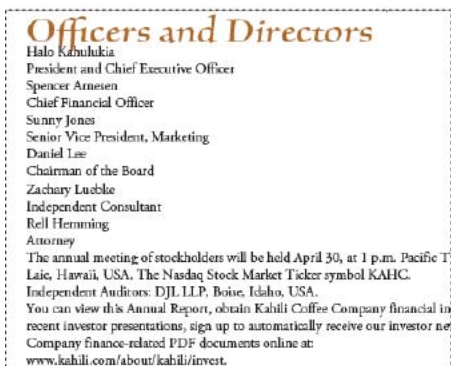 Officers and Directors
Halo Kahulukia
President and Chief Executive Officer
Spencer Arnesen
Chief Financial Officer
Sunny Jones
Senior Vice President, Marketing
Daniel Lee
Chairman of the Board
Zachary Luebke
Independent Consultant
Rell Hemming
Attorney
The annual meeting of stockholders will be held April 30, at 1 p.m. Pacific T
Laie, Hawaii, USA. The Nasdaq Stock Market Ticker symbol KAHC.
Independent Auditors: DJL LLP, Boise, Idaho, USA.
You can view this Annual Report, obtain Kahili Coffee Company financial in
recent investor presentations, sign up to automatically receive our investor ne
Company finance-related PDF documents online at:
www.kahili.com/about/kahili/invest.